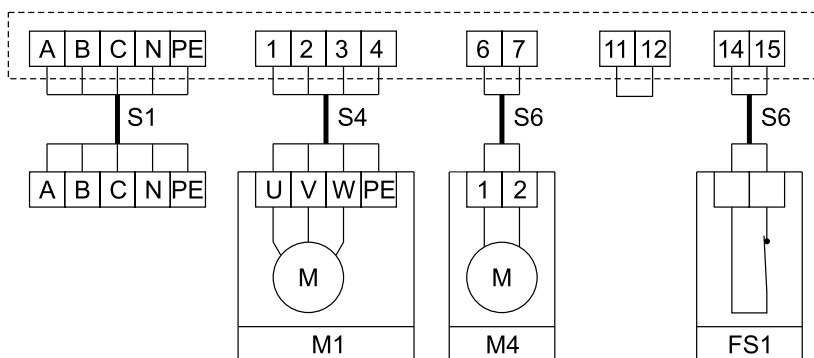 A B C N PE 1 2 3 4 6 7 11 12 14 15
S1 S4 S6 S6
A B C N PE U V W PE 1 2
M M
M1 M4 FS1